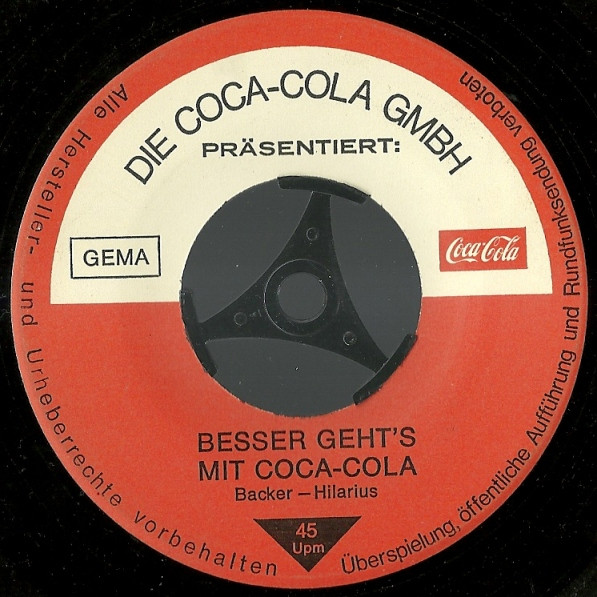 DIE COCA-COLA GMBH
PRÄSENTIERT:
GEMA
Coca-Cola
BESSER GEHT'S
MIT COCA-COLA
Backer – Hilarius
45
Upm
Alle Hersteller- und Urheberrechte vorbehalten
Überspielung, öffentliche Aufführung und Rundfunksendung verboten